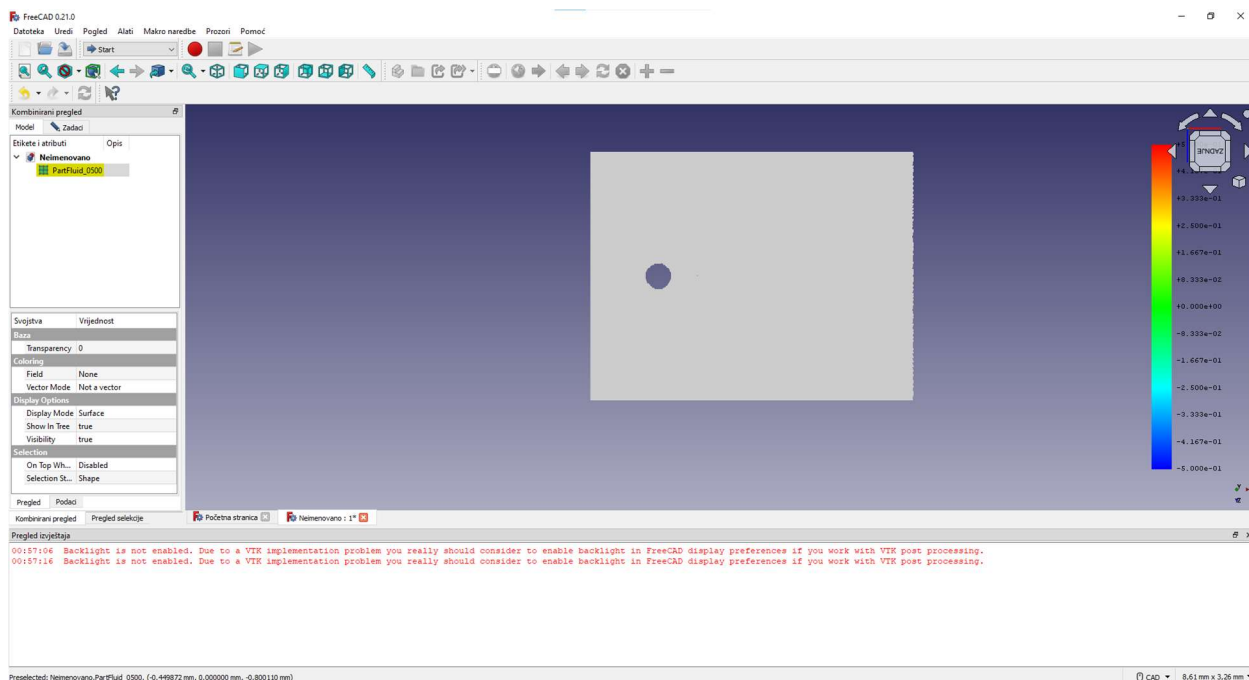 FreeCAD 0.21.0
Datoteka Uredi Pogled Alati Makro naredbe Prozori Pomoć
Start
Kombinirani pregled
Model Zadaci
Etikete i atributi Opis
Neimenovano
PartFluid_0500
Svojstva Vrijednost
Baza
Transparency 0
Coloring
Field None
Vector Mode Not a vector
Display Options
Display Mode Surface
Show In Tree true
Visibility true
Selection
On Top Wh... Disabled
Selection St... Shape
Pregled Podaci
Kombinirani pregled Pregled selekcije
Početna stranica Neimenovano : 1*
ZADNJE
+3.333e-01
+2.500e-01
+1.667e-01
+8.333e-02
+0.000e+00
-8.333e-02
-1.667e-01
-2.500e-01
-3.333e-01
-4.167e-01
-5.000e-01
Pregled izvještaja
00:57:06 Backlight is not enabled. Due to a VTK implementation problem you really should consider to enable backlight in FreeCAD display preferences if you work with VTK post processing.
00:57:16 Backlight is not enabled. Due to a VTK implementation problem you really should consider to enable backlight in FreeCAD display preferences if you work with VTK post processing.
Preselected: Neimenovano.PartFluid_0500. (-0.449872 mm, 0.000000 mm, -0.800110 mm)
CAD 8,61 mm x 3,26 mm